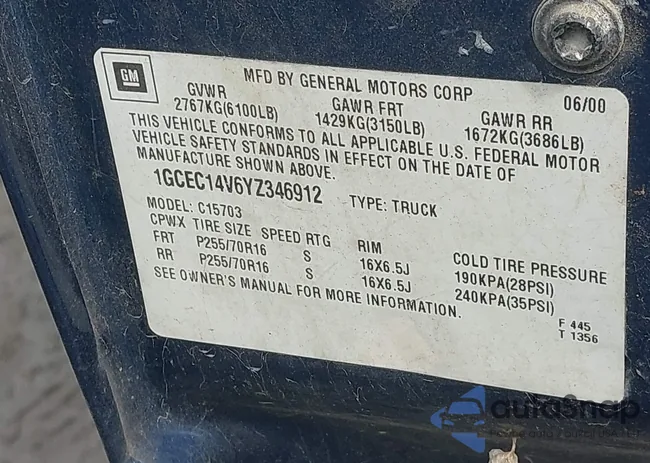 GM
MFD BY GENERAL MOTORS CORP 06/00
GVWR GAWR FRT GAWR RR
2767KG(6100LB) 1429KG(3150LB) 1672KG(3686LB)
THIS VEHICLE CONFORMS TO ALL APPLICABLE U.S. FEDERAL MOTOR
VEHICLE SAFETY STANDARDS IN EFFECT ON THE DATE OF
MANUFACTURE SHOWN ABOVE.
1GCEC14V6YZ346912 TYPE: TRUCK
MODEL: C15703
CPWX TIRE SIZE SPEED RTG RIM COLD TIRE PRESSURE
FRT P255/70R16 S 16X6.5J 190KPA(28PSI)
RR P255/70R16 S 16X6.5J 240KPA(35PSI)
SEE OWNER'S MANUAL FOR MORE INFORMATION.
F 445
T 1356
autosnap